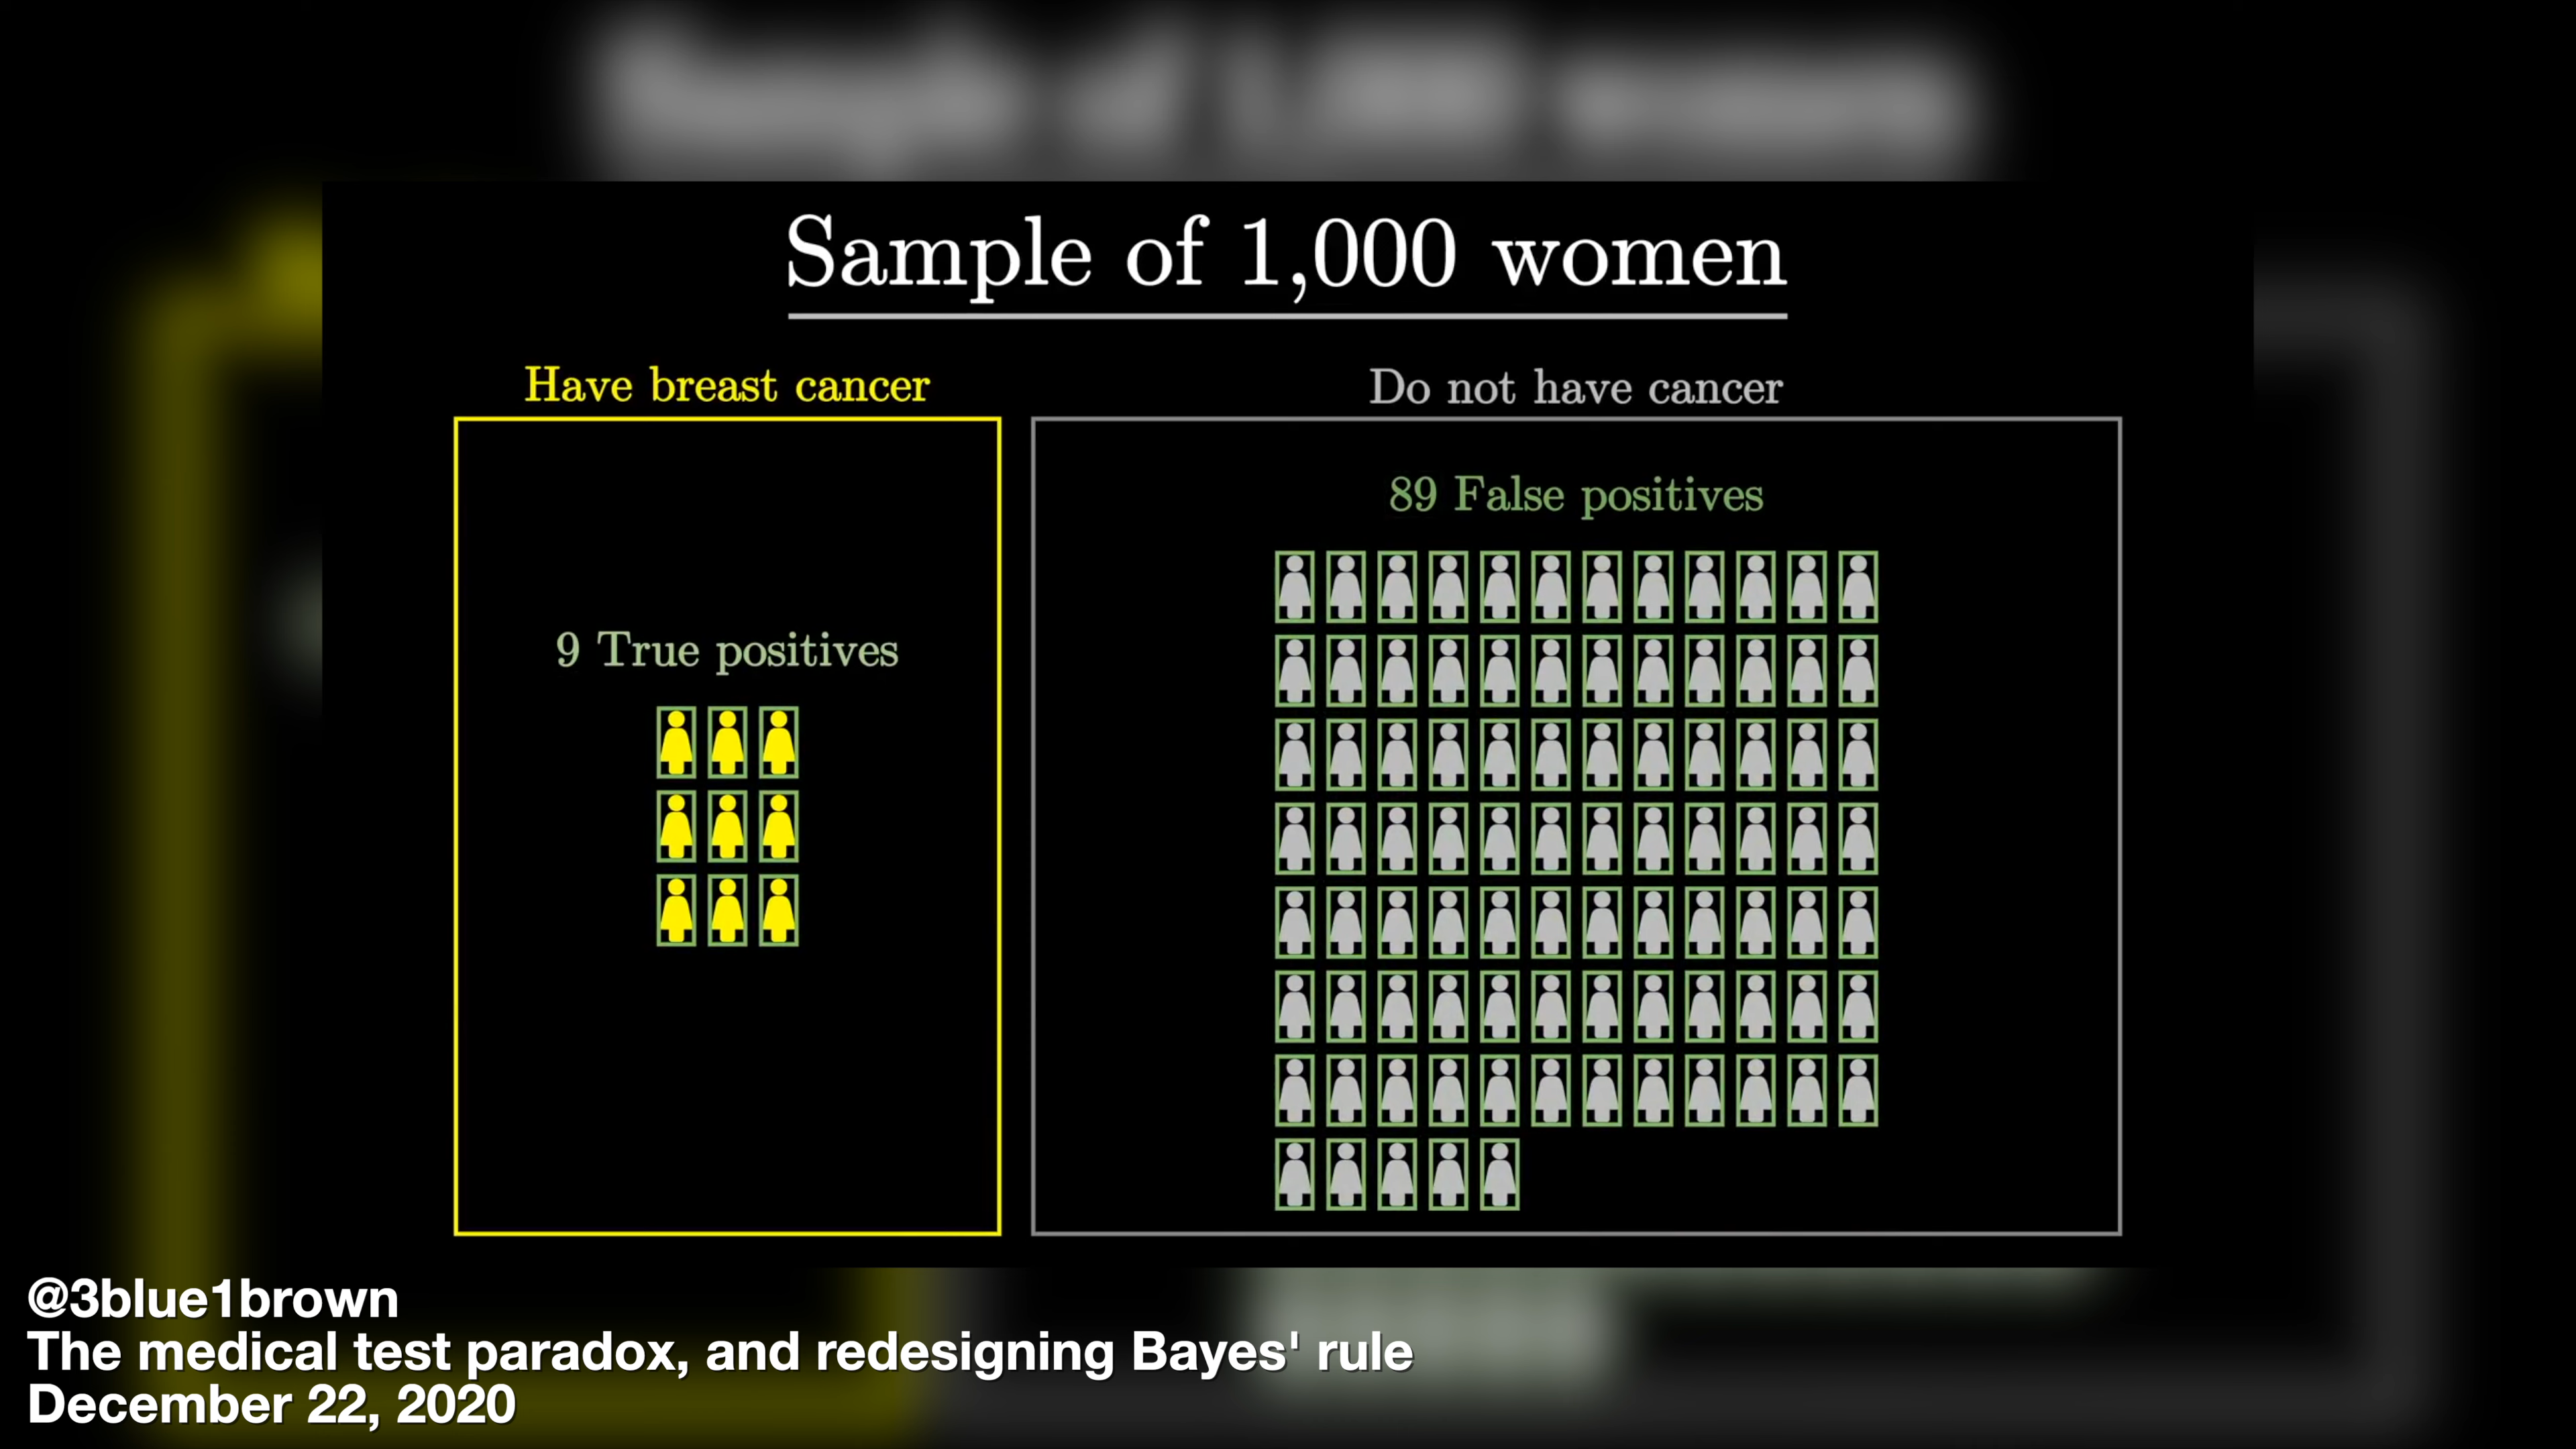 Sample of 1,000 women
Have breast cancer
Do not have cancer
89 False positives
9 True positives
@3blue1brown
The medical test paradox, and redesigning Bayes' rule
December 22, 2020